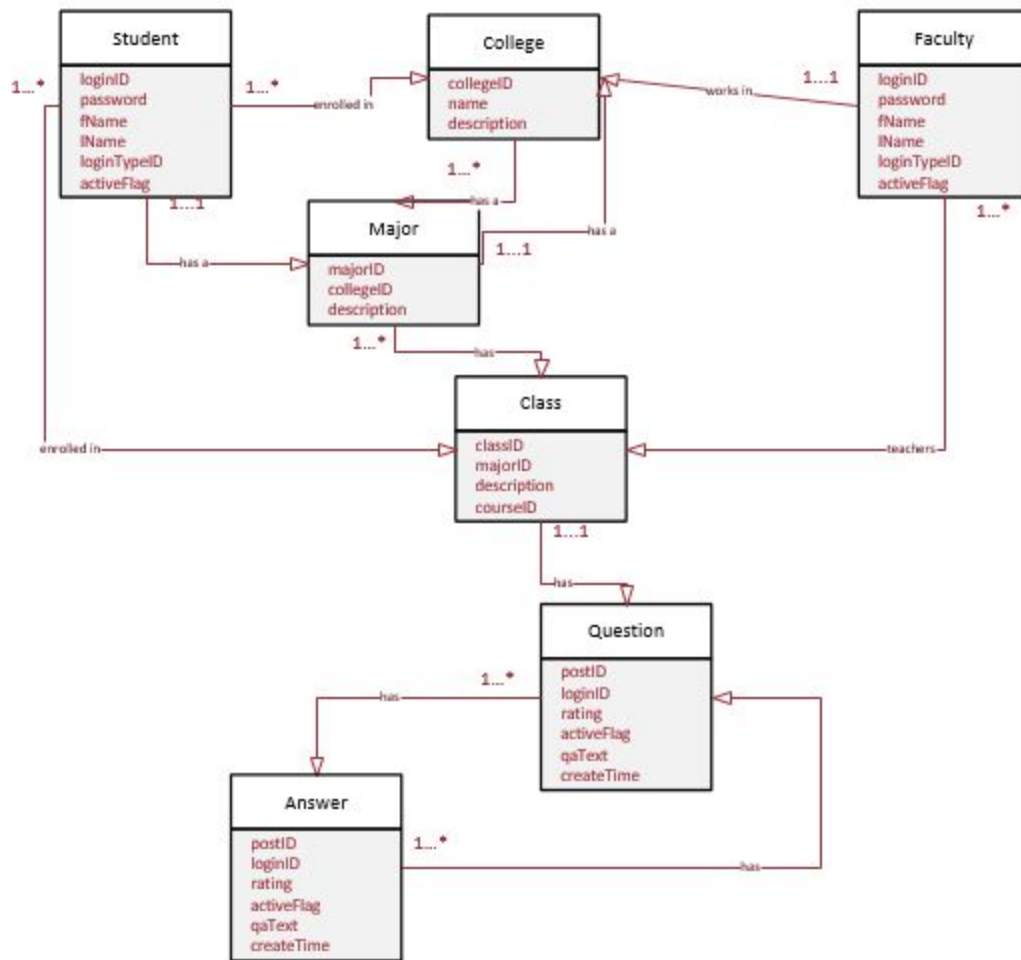 Student
loginID
password
fName
lName
loginTypeID
activeFlag
1...*
1...*
enrolled in
College
collegeID
name
description
works in
1...1
Faculty
loginID
password
fName
lName
loginTypeID
activeFlag
1...*
1...*
has a
1...1
has a
Major
majorID
collegeID
description
1...1
has a
1...*
has
Class
classID
majorID
description
courseID
enrolled in
teachers
1...1
has
Question
postID
loginID
rating
activeFlag
qaText
createTime
1...*
has
Answer
postID
loginID
rating
activeFlag
qaText
createTime
1...*
has